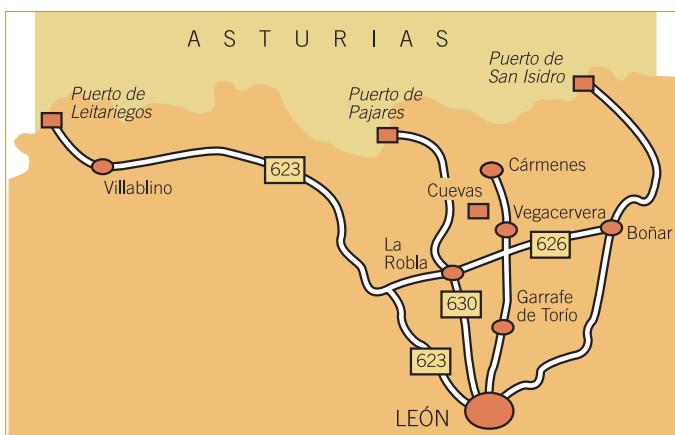 ASTURIAS
Puerto de
San Isidro
Puerto de
Leitariegos
Puerto de
Pajares
Villablino
623
Cármenes
Cuevas
Vegacervera
626
Boñar
La
Robla
630
Garrafe
de Torío
623
LEÓN